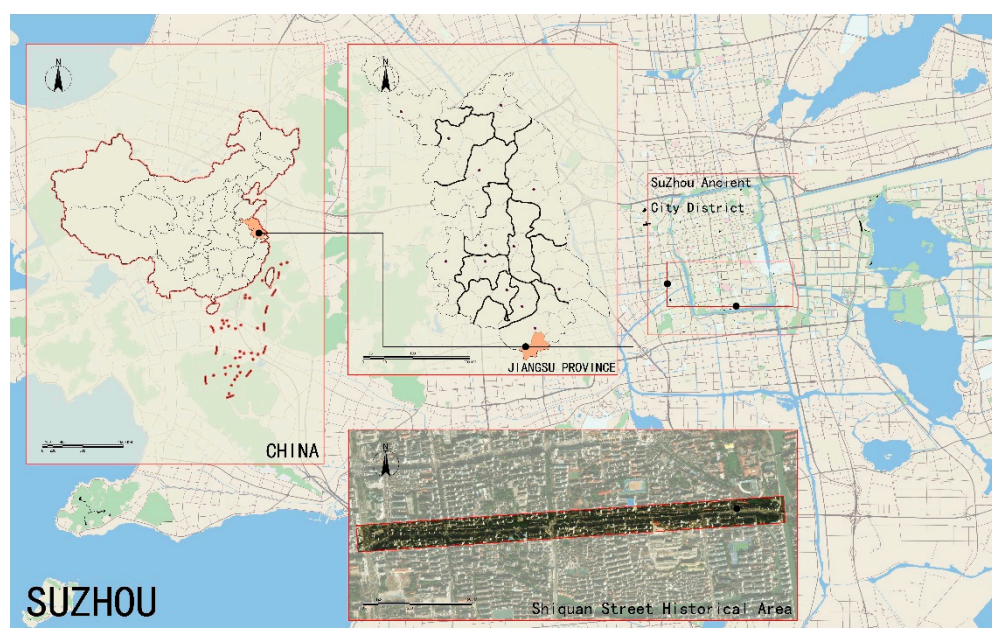 N
N
SuZhou Ancient
City District
JIANGSU PROVINCE
CHINA
N
Shiquan Street Historical Area
SUZHOU